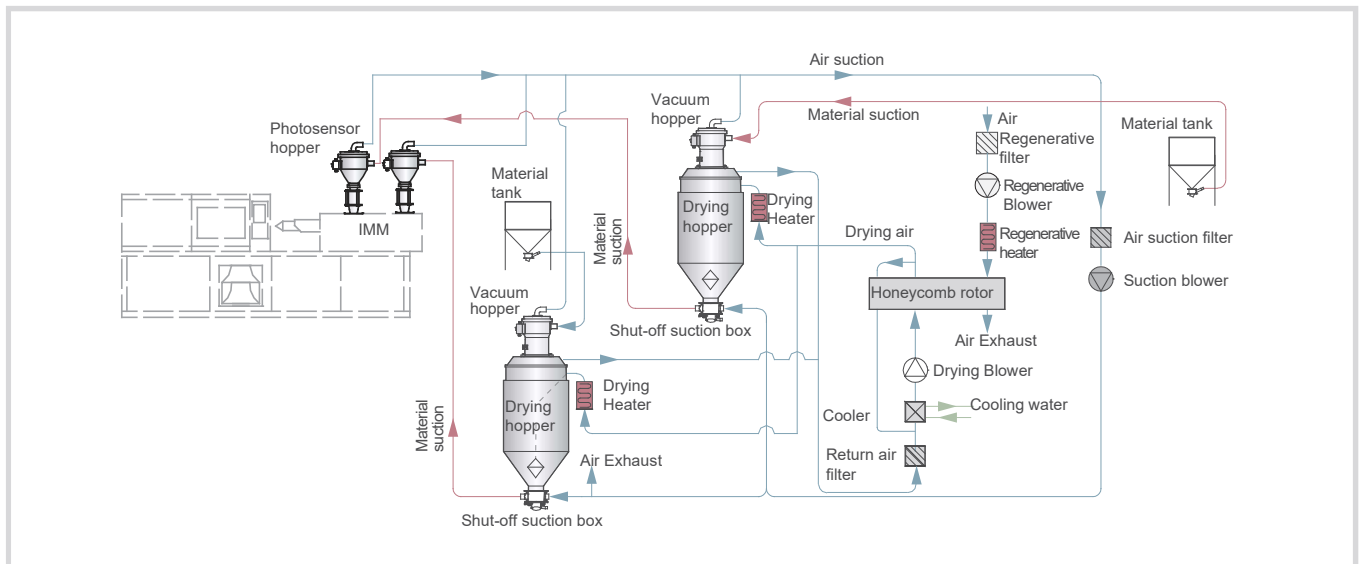 Air suction
Vacuum
hopper
Material suction
Air
Regenerative
filter
Material tank
Photosensor
hopper
Material
tank
Regenerative
Blower
Drying
Heater
Drying
hopper
IMM
Material
suction
Drying air
Regenerative
heater
Air suction filter
Suction blower
Vacuum
hopper
Honeycomb rotor
Shut-off suction box
Air Exhaust
Drying Blower
Drying
Heater
Drying
hopper
Cooler
Cooling water
Material
suction
Return air
filter
Air Exhaust
Shut-off suction box